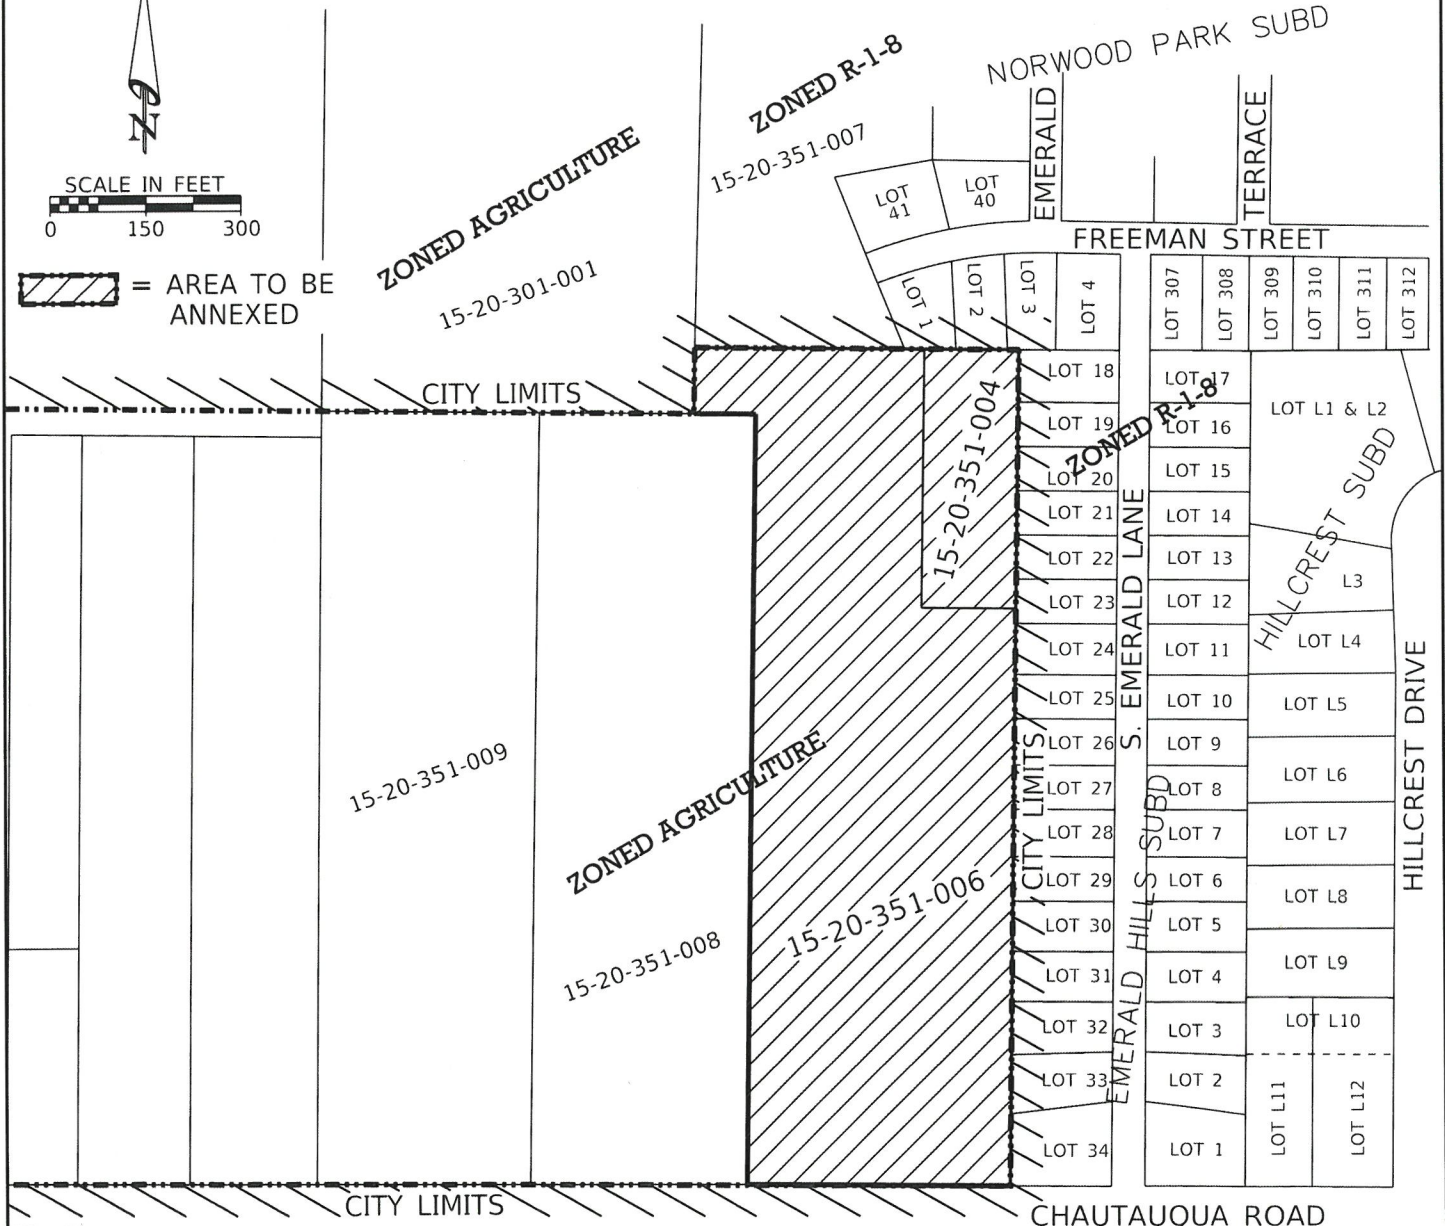 NORWOOD PARK SUBD
ZONED R-1-8
15-20-351-007
EMERALD
TERRACE
N
SCALE IN FEET
0 150 300
= AREA TO BE
ANNEXED
ZONED AGRICULTURE
15-20-301-001
LOT
41
LOT
40
FREEMAN STREET
LOT 1
LOT 2
LOT 3
LOT 4
LOT 307
LOT 308
LOT 309
LOT 310
LOT 311
LOT 312
CITY LIMITS
15-20-351-004
LOT 18
LOT 19
LOT 20
LOT 21
LOT 22
LOT 23
LOT 24
LOT 25
LOT 26
LOT 27
LOT 28
LOT 29
LOT 30
LOT 31
LOT 32
LOT 33
LOT 34
ZONED R-1-8
S. EMERALD LANE
CITY LIMITS
EMERALD HILLS SUBD
LOT 17
LOT 16
LOT 15
LOT 14
LOT 13
LOT 12
LOT 11
LOT 10
LOT 9
LOT 8
LOT 7
LOT 6
LOT 5
LOT 4
LOT 3
LOT 2
LOT 1
LOT L1 & L2
HILLCREST SUBD
L3
LOT L4
LOT L5
LOT L6
LOT L7
LOT L8
LOT L9
LOT L10
LOT L11
LOT L12
HILLCREST DRIVE
15-20-351-009
ZONED AGRICULTURE
15-20-351-008
15-20-351-006
CITY LIMITS
CHAUTAUQUA ROAD